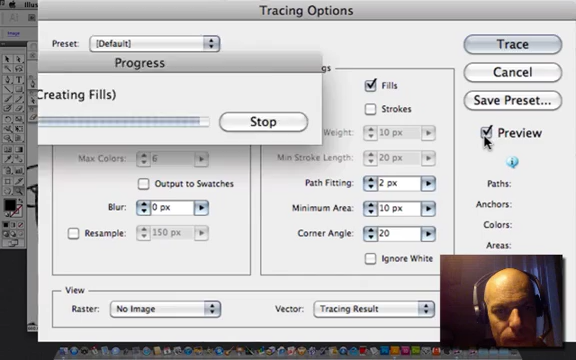 Illus
Tracing Options
Preset: [Default]
Trace
Progress
Cancel
Creating Fills)
Fills
Save Preset...
Stop
Strokes
Weight: 10 px
Preview
Max Colors: 6
Min Stroke Length: 20 px
Output to Swatches
Path Fitting: 2 px
Paths:
Blur: 0 px
Minimum Area: 10 px
Anchors:
Resample: 150 px
Corner Angle: 20
Colors:
Ignore White
Areas:
View
Raster: No Image
Vector: Tracing Result